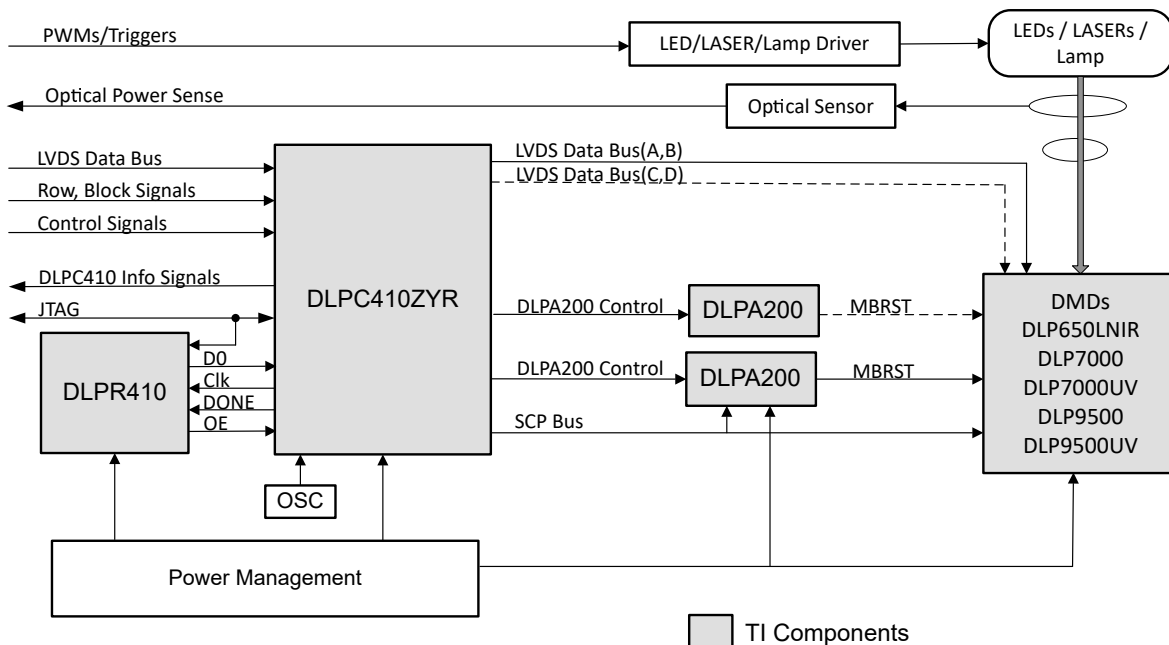 PWMs/Triggers
LED/LASER/Lamp Driver
LEDs / LASERs /
Lamp
Optical Power Sense
Optical Sensor
LVDS Data Bus
Row, Block Signals
Control Signals
DLPC410 Info Signals
JTAG
DLPC410ZYR
LVDS Data Bus(A,B)
LVDS Data Bus(C,D)
DLPR410
D0
Clk
DONE
OE
DLPA200 Control
DLPA200
MBRST
DLPA200 Control
DLPA200
MBRST
SCP Bus
DMDs
DLP650LNIR
DLP7000
DLP7000UV
DLP9500
DLP9500UV
OSC
Power Management
TI Components